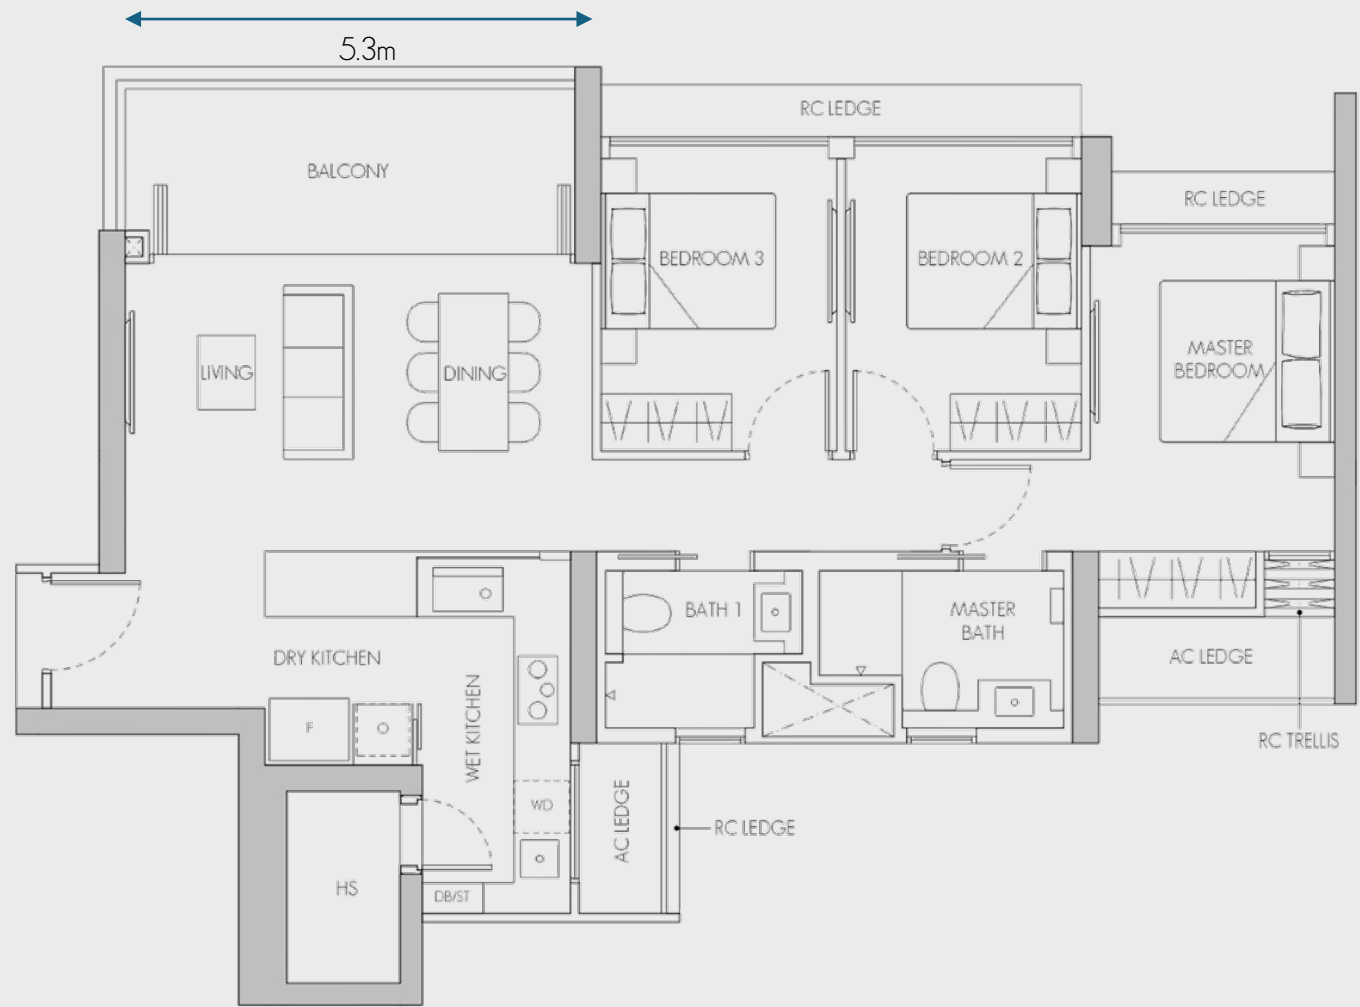 5.3m
RC LEDGE
BALCONY
RC LEDGE
BEDROOM 3
BEDROOM 2
MASTER
BEDROOM
LIVING
DINING
BATH 1
MASTER
BATH
DRY KITCHEN
AC LEDGE
WET KITCHEN
F
O
RC TRELLIS
WD
AC LEDGE
RC LEDGE
HS
DB/ST